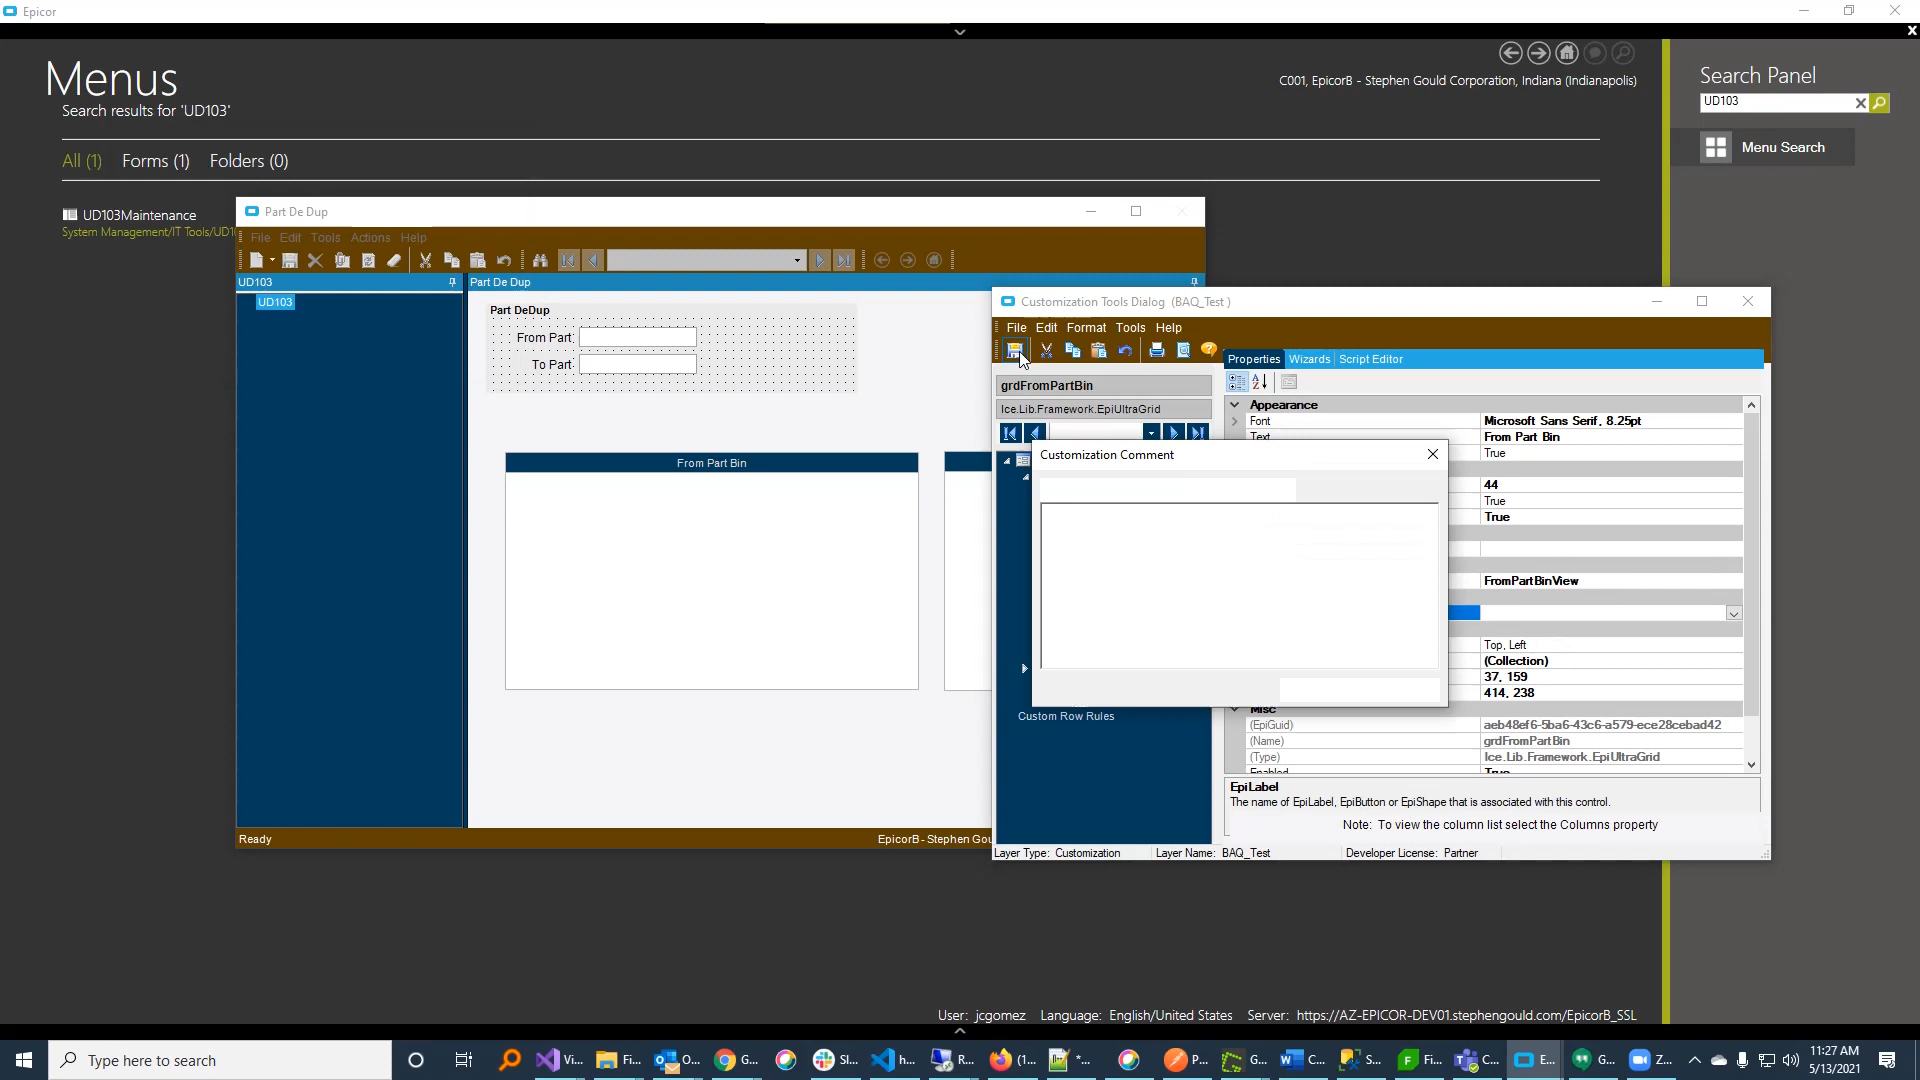 Epicor
Menus
Search results for 'UD103'
All (1) Forms (1) Folders (0)
UD103Maintenance
System Management/IT Tools/UD10
C001, EpicorB - Stephen Gould Corporation, Indiana (Indianapolis)
Search Panel
UD103
Menu Search
Part De Dup
File Edit Tools Actions Help
UD103
UD103
Part De Dup
Part DeDup
From Part:
To Part:
From Part Bin
Ready
EpicorB - Stephen Gou
Customization Tools Dialog (BAQ_Test )
File Edit Format Tools Help
grdFromPartBin
Ice.Lib.Framework.EpiUltraGrid
Custom Row Rules
Properties Wizards Script Editor
Appearance
Font Microsoft Sans Serif, 8.25pt
Text From Part Bin
True
44
True
True
FromPartBinView
Top, Left
(Collection)
37, 159
414, 238
Misc
(EpiGuid) aeb48ef6-5ba6-43c6-a579-ece28cebad42
(Name) grdFromPartBin
(Type) Ice.Lib.Framework.EpiUltraGrid
Enabled True
EpiLabel
The name of EpiLabel, EpiButton or EpiShape that is associated with this control.
Note: To view the column list select the Columns property
Layer Type: Customization Layer Name: BAQ_Test Developer License: Partner
Customization Comment
User: jcgomez Language: English/United States Server: https://AZ-EPICOR-DEV01.stephengould.com/EpicorB_SSL
Type here to search
Vi... Fi... O... G... Sl... h... R... (1... *... P... G... C... S... Fi... C... E... G... Z...
11:27 AM
5/13/2021